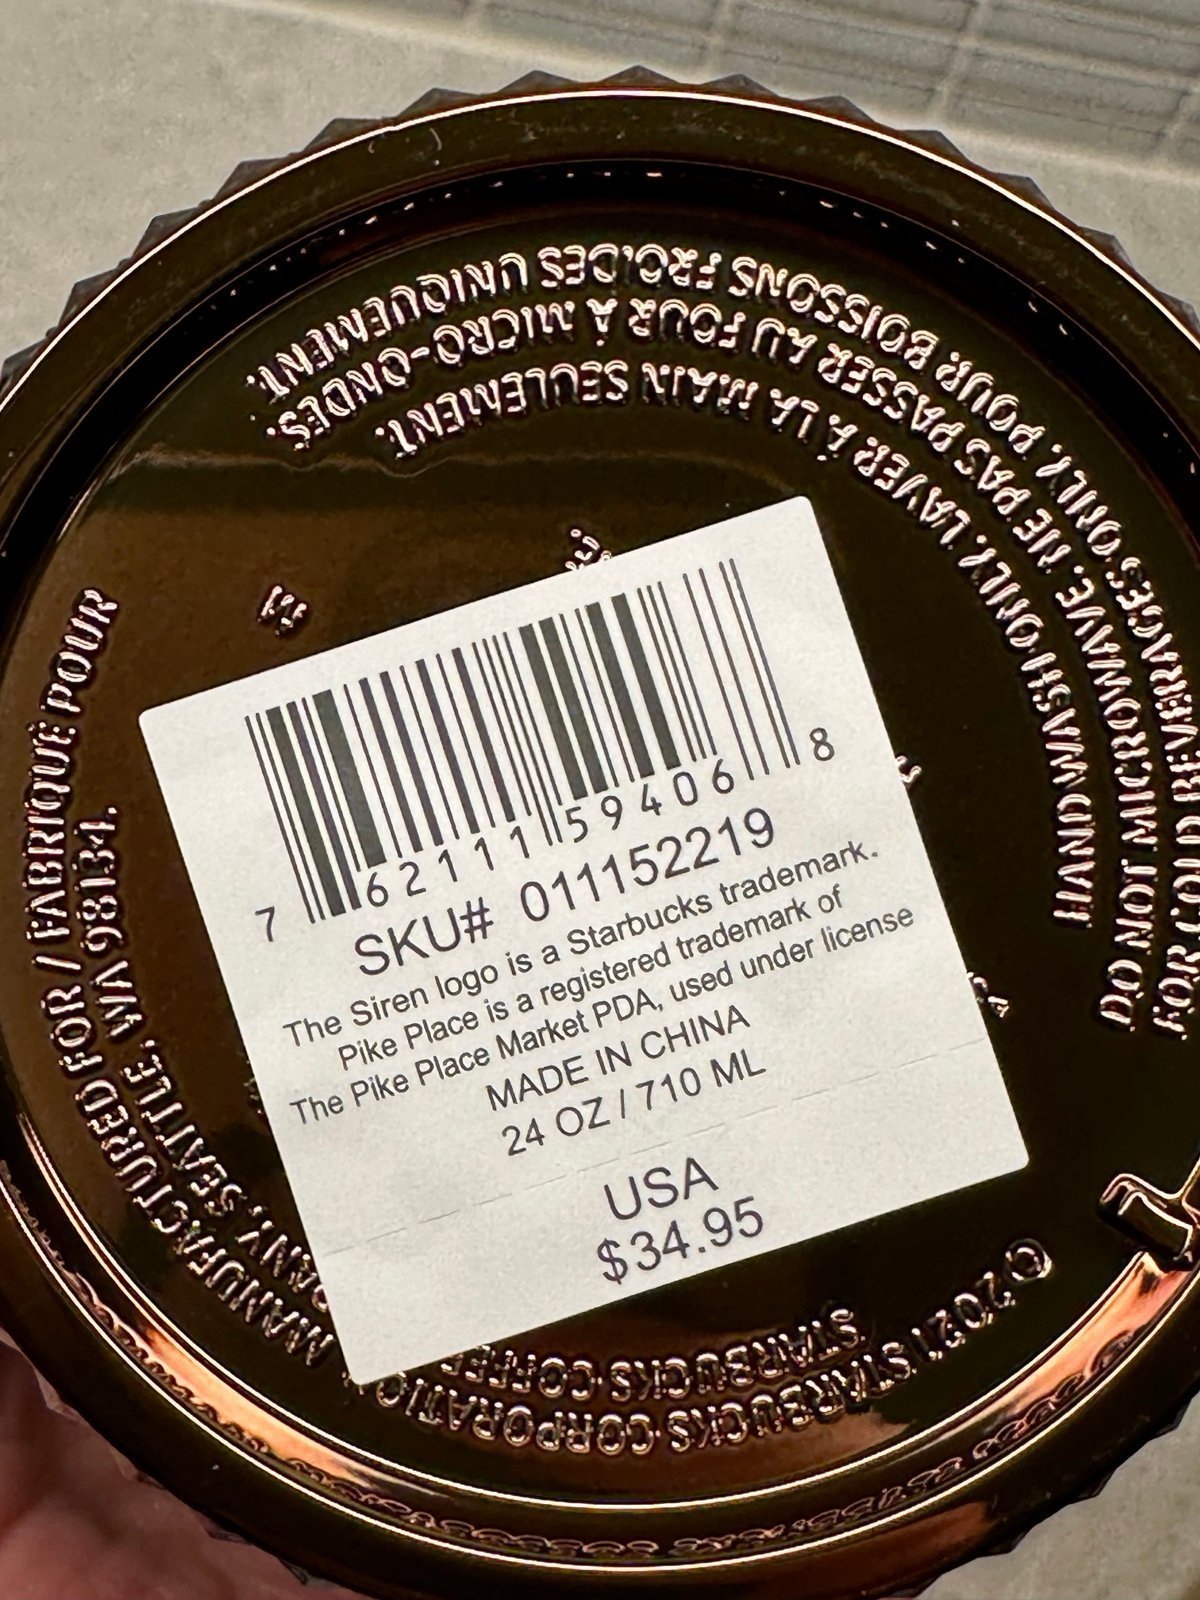 7 62111 59406 8
SKU# 011152219
The Siren logo is a Starbucks trademark.
Pike Place is a registered trademark of
The Pike Place Market PDA, used under license
MADE IN CHINA
24 OZ / 710 ML
USA
$34.95
HAND WASH ONLY. LAVER À LA MAIN SEULEMENT.
DO NOT MICROWAVE. NE PAS PASSER AU FOUR À MICRO-ONDES.
FOR COLD BEVERAGES ONLY. POUR BOISSONS FROIDES UNIQUEMENT.
©2021 STARBUCKS CORPORATION
MANUFACTURED FOR / FABRIQUÉ POUR
STARBUCKS COFFEE
SEATTLE, WA 98134.